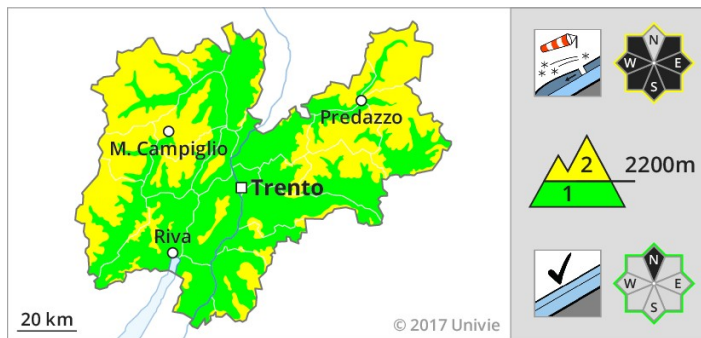 Predazzo
M. Campiglio
Trento
Riva
20 km
© 2017 Univie
N
W E
S
2 2200m
1
N
W E
S